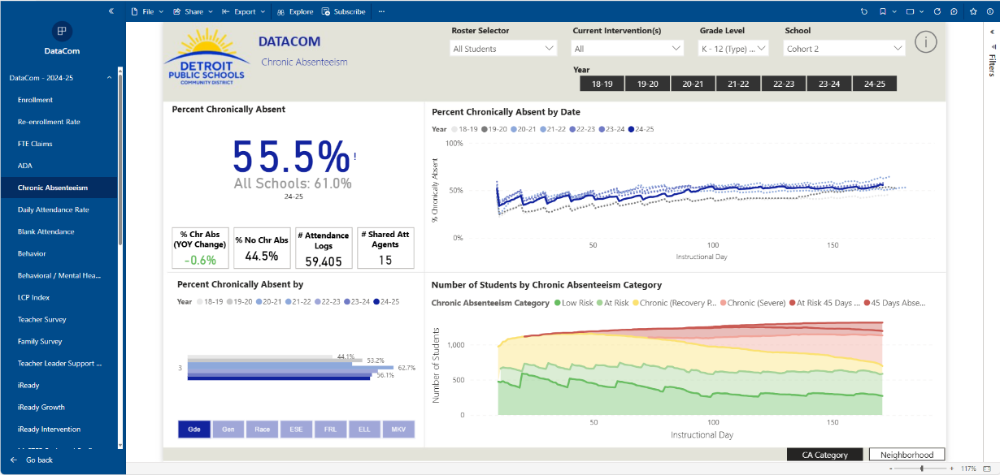 File
Share
Export
Explore
Subscribe
...
DataCom
DataCom - 2024-25
Enrollment
Re-enrollment Rate
FTE Claims
ADA
Chronic Absenteeism
Daily Attendance Rate
Blank Attendance
Behavior
Behavioral / Mental Hea...
LCP Index
Teacher Survey
Family Survey
Teacher Leader Support ...
iReady
iReady Growth
iReady Intervention
Go back
DETROIT
PUBLIC SCHOOLS
COMMUNITY DISTRICT
DATACOM
Chronic Absenteeism
Roster Selector
All Students
Current Intervention(s)
All
Grade Level
K - 12 (Type) ...
School
Cohort 2
Year
18-19 19-20 20-21 21-22 22-23 23-24 24-25
Filters
Percent Chronically Absent
55.5%!
All Schools: 61.0%
24-25
% Chr Abs
(YOY Change)
-0.6%
% No Chr Abs
44.5%
# Attendance
Logs
59,405
# Shared Att
Agents
15
Percent Chronically Absent by Date
Year 18-19 19-20 20-21 21-22 22-23 23-24 24-25
% Chronically Absent
100%
50%
0%
50 100 150
Instructional Day
Percent Chronically Absent by
Year 18-19 19-20 20-21 21-22 22-23 23-24 24-25
3
44.1%
53.2%
62.7%
56.1%
Gde Gen Race ESE FRL ELL MKV
Number of Students by Chronic Absenteeism Category
Chronic Absenteeism Category Low Risk At Risk Chronic (Recovery P... Chronic (Severe) At Risk 45 Days ... 45 Days Abse...
Number of Students
1,000
500
0
50 100 150
Instructional Day
CA Category
Neighborhood
- + 117%